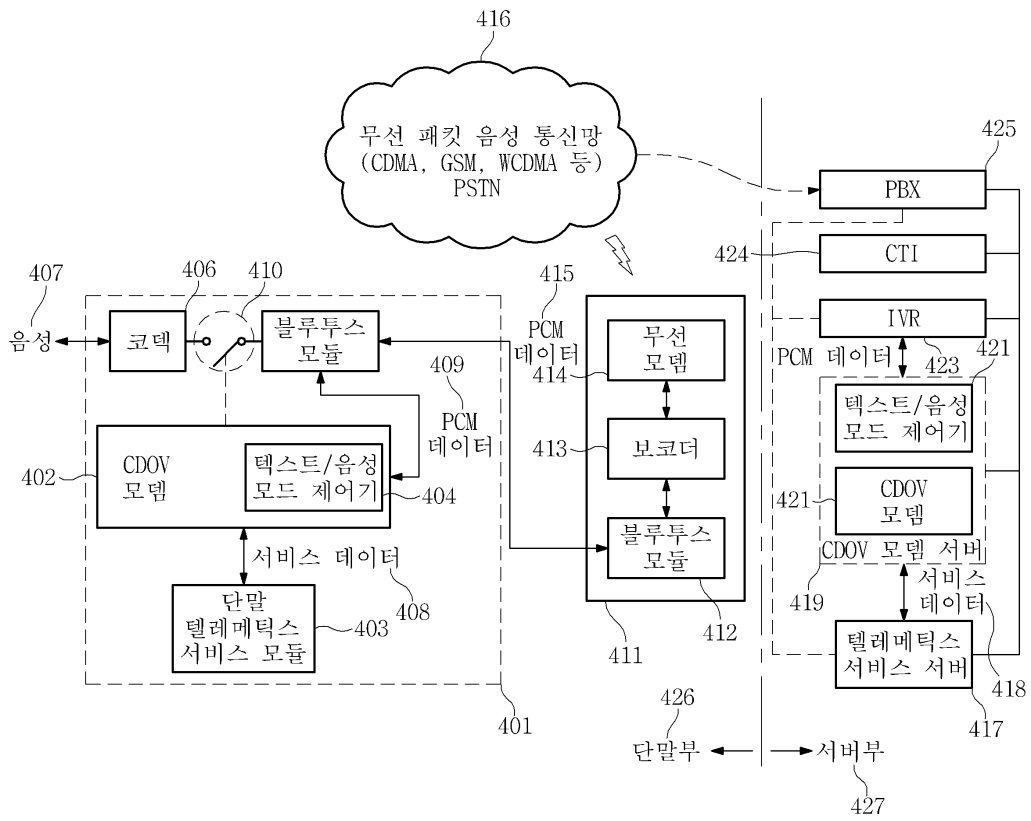 416
무선 패킷 음성 통신망
(CDMA, GSM, WCDMA 등)
PSTN
425
PBX
424
CTI
IVR
PCM 데이터
423
421
텍스트/음성
모드 제어기
421
CDOV
모뎀
CDOV 모뎀 서버
419
서비스
데이터
텔레메틱스
서비스 서버
418
417
407
406
410
음성
코덱
블루투스
모듈
409
PCM
데이터
402
CDOV
모뎀
텍스트/음성
모드 제어기
404
서비스 데이터
408
단말
텔레메틱스
서비스 모듈
403
401
415
PCM
데이터
무선
모뎀
414
413
보코더
블루투스
모듈
412
411
426
단말부
서버부
427